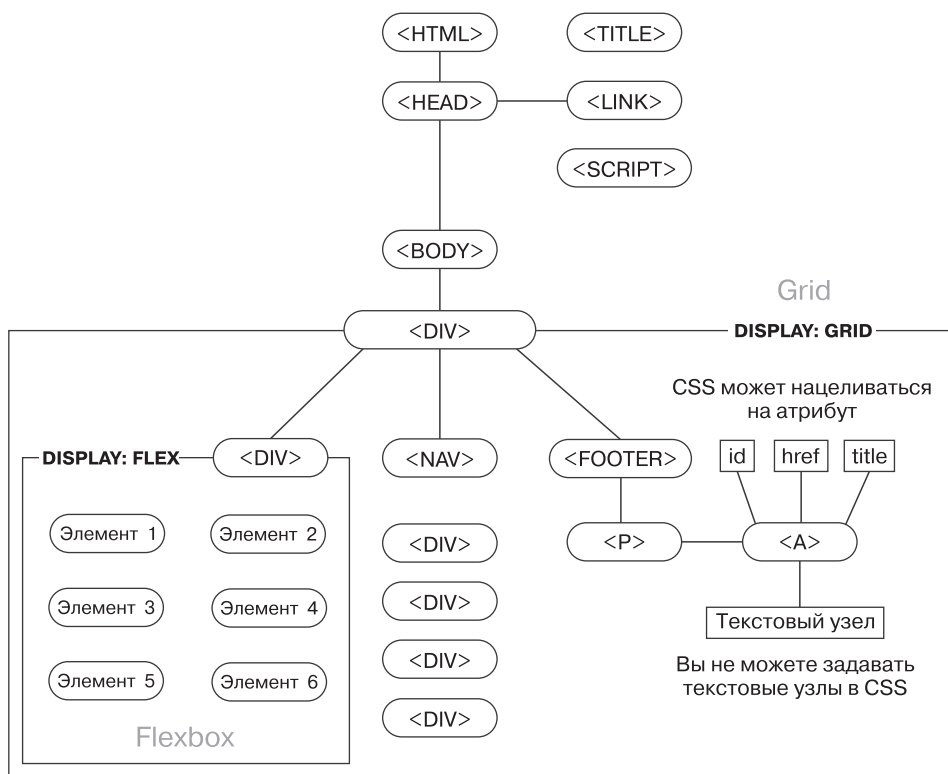 <HTML>
<TITLE>
<HEAD>
<LINK>
<SCRIPT>
<BODY>
Grid
<DIV>
DISPLAY: GRID
CSS может нацеливаться
на атрибут
DISPLAY: FLEX
<DIV>
<NAV>
<FOOTER>
id
href
title
Элемент 1
Элемент 2
<DIV>
<P>
<A>
Элемент 3
Элемент 4
<DIV>
Текстовый узел
Элемент 5
Элемент 6
<DIV>
Вы не можете задавать
текстовые узлы в CSS
<DIV>
Flexbox